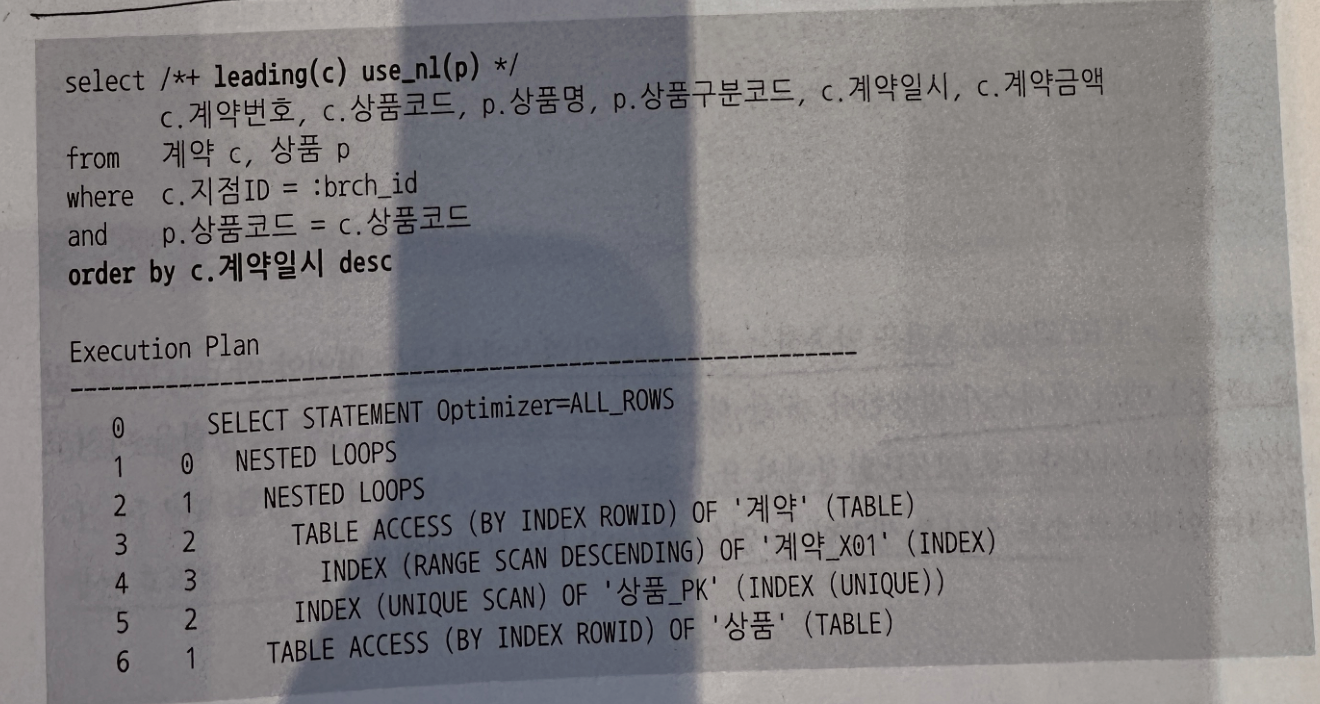 select /*+ leading(c) use_nl(p) */
c.계약번호, c.상품코드, p.상품명, p.상품구분코드, c.계약일시, c.계약금액
from 계약 c, 상품 p
where c.지점ID = :brch_id
and p.상품코드 = c.상품코드
order by c.계약일시 desc
Execution Plan
----------------------------------------------------------
0 SELECT STATEMENT Optimizer=ALL_ROWS
1 0 NESTED LOOPS
2 1 NESTED LOOPS
3 2 TABLE ACCESS (BY INDEX ROWID) OF '계약' (TABLE)
4 3 INDEX (RANGE SCAN DESCENDING) OF '계약_X01' (INDEX)
5 2 INDEX (UNIQUE SCAN) OF '상품_PK' (INDEX (UNIQUE))
6 1 TABLE ACCESS (BY INDEX ROWID) OF '상품' (TABLE)